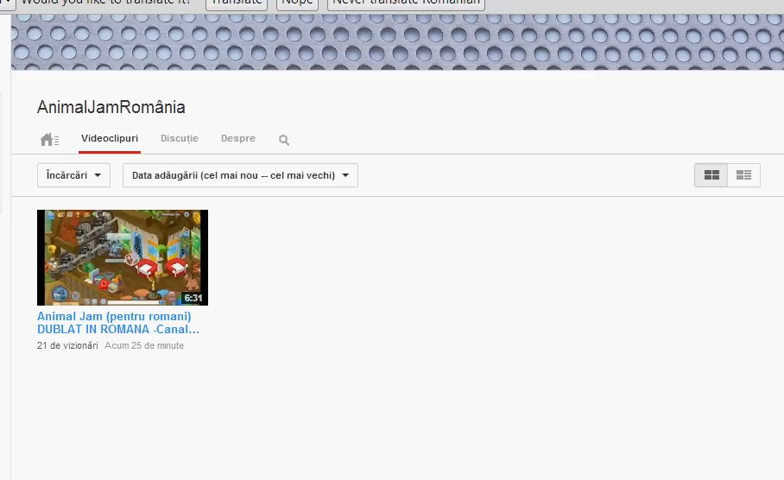 Would you like to translate it? Translate Nope Never translate Romanian
AnimalJamRomânia
Videoclipuri Discuție Despre
Încărcări Data adăugării (cel mai nou -- cel mai vechi)
6:31
Animal Jam (pentru romani)
DUBLAT IN ROMANA -Canal...
21 de vizionări Acum 25 de minute